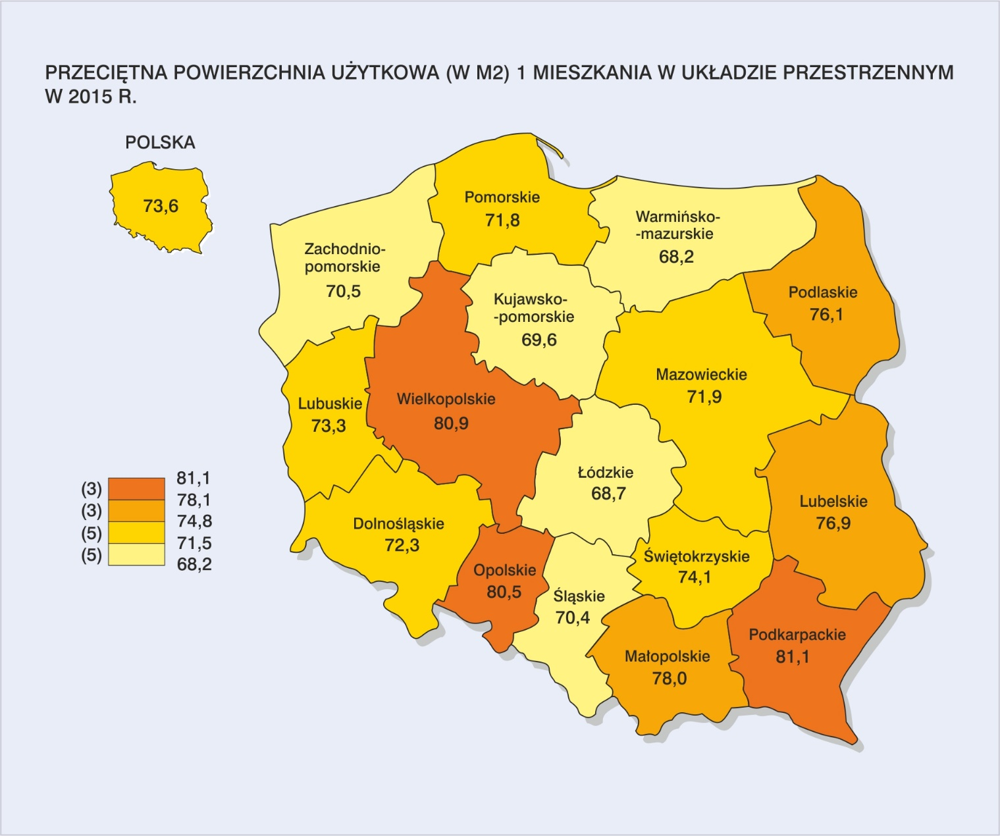 PRZECIĘTNA POWIERZCHNIA UŻYTKOWA (W M2) 1 MIESZKANIA W UKŁADZIE PRZESTRZENNYM
W 2015 R.
POLSKA
73,6
Pomorskie
71,8
Warmińsko-
-mazurskie
68,2
Zachodnio-
pomorskie
70,5
Podlaskie
76,1
Kujawsko-
-pomorskie
69,6
Mazowieckie
71,9
Lubuskie
73,3
Wielkopolskie
80,9
Łódzkie
68,7
Lubelskie
76,9
Dolnośląskie
72,3
Świętokrzyskie
74,1
Opolskie
80,5
Śląskie
70,4
Podkarpackie
81,1
Małopolskie
78,0
81,1
(3)
78,1
(3)
74,8
(5)
71,5
(5)
68,2